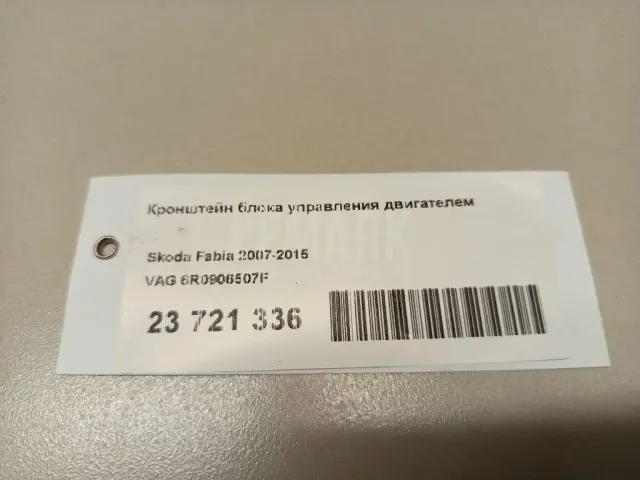 Кронштейн блока управления двигателем
Skoda Fabia 2007-2015
VAG 6R0906507F
23 721 336